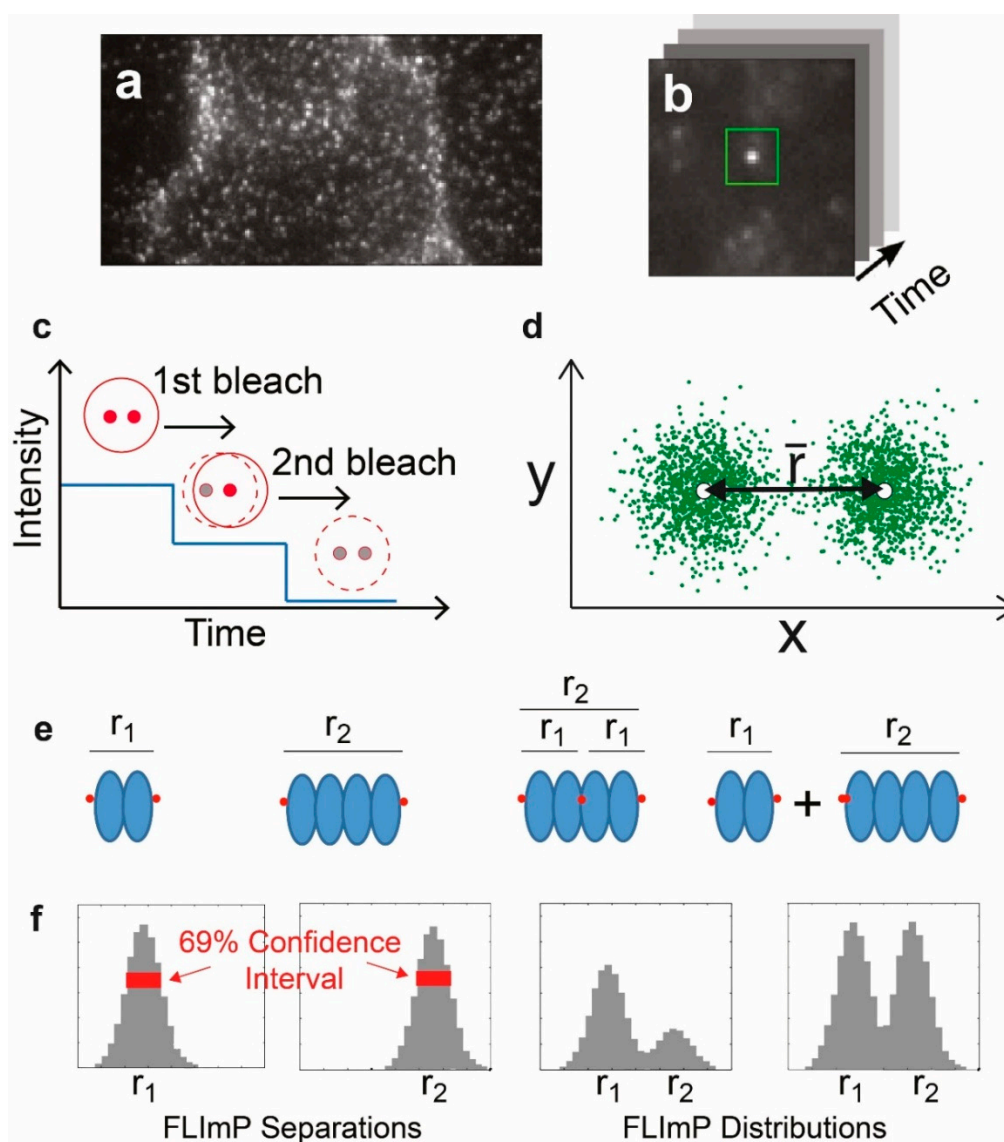 a
b
Time
c
d
Intensity
1st bleach
2nd bleach
Time
y
r̄
x
e
r₁
r₂
r₂
r₁ r₁
r₁
r₂
+
f
69% Confidence
Interval
r₁
r₂
r₁ r₂
r₁ r₂
FLImP Separations
FLImP Distributions